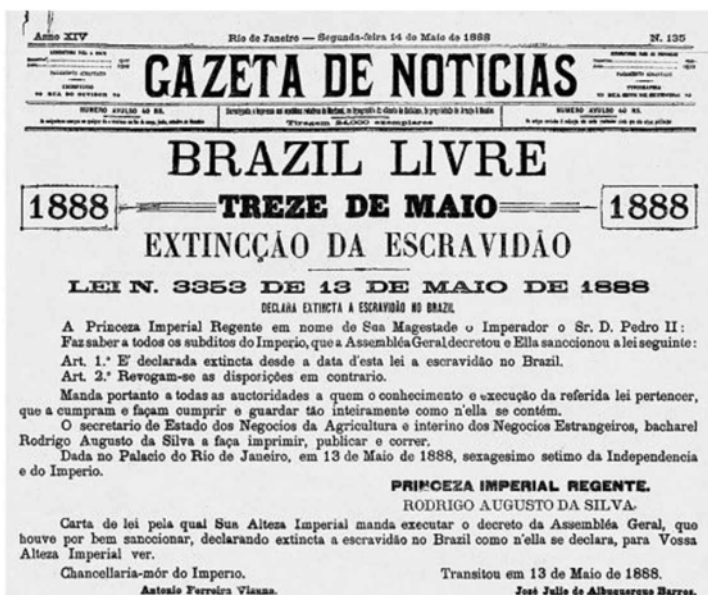 Anno XIV Rio de Janeiro — Segunda-feira 14 de Maio de 1888 N. 135
GAZETA DE NOTICIAS
NUMERO AVULSO 40 RS. NUMERO AVULSO 40 RS.
Tiragem 24,000 exemplares
BRAZIL LIVRE
1888 TREZE DE MAIO 1888
EXTINCÇÃO DA ESCRAVIDÃO
LEI N. 3353 DE 13 DE MAIO DE 1888
DECLARA EXTINCTA A ESCRAVIDÃO NO BRAZIL
A Princeza Imperial Regente em nome de Sua Magestade o Imperador o Sr. D. Pedro II:
Faz saber a todos os subditos do Imperio, que a Assembléa Geral decretou e Ella sanccionou a lei seguinte:
Art. 1.º E' declarada extincta desde a data d'esta lei a escravidão no Brazil.
Art. 2.º Revogam-se as disposições em contrario.
Manda portanto a todas as auctoridades a quem o conhecimento e execução da referida lei pertencer,
que a cumpram e façam cumprir e guardar tão inteiramente como n'ella se contém.
O secretario de Estado dos Negocios da Agricultura e interino dos Negocios Estrangeiros, bacharel
Rodrigo Augusto da Silva a faça imprimir, publicar e correr.
Dada no Palacio do Rio de Janeiro, em 13 de Maio de 1888, sexagesimo setimo da Independencia
e do Imperio.
PRINCEZA IMPERIAL REGENTE.
RODRIGO AUGUSTO DA SILVA.
Carta de lei pela qual Sua Alteza Imperial manda executar o decreto da Assembléa Geral, que
houve por bem sanccionar, declarando extincta a escravidão no Brazil como n'ella se declara, para Vossa
Alteza Imperial ver.
Chancellaria-mór do Imperio. Transitou em 13 de Maio de 1888.
Antonio Ferreira Vianna. José Julio de Albuquerque Barros.